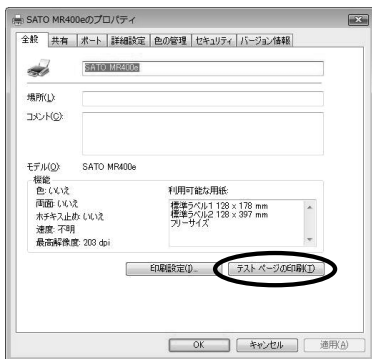 SATO MR400eのプロパティ
全般 共有 ポート 詳細設定 色の管理 セキュリティ バージョン情報
SATO MR400e
場所(L):
コメント(O):
モデル(O): SATO MR400e
機能
色: いいえ 利用可能な用紙:
両面: いいえ 標準ラベル1 128 x 178 mm
ホチキス止め: いいえ 標準ラベル2 128 x 397 mm
速度: 不明 フリーサイズ
最高解像度: 203 dpi
印刷設定(I)... テスト ページの印刷(T)
OK キャンセル 適用(A)